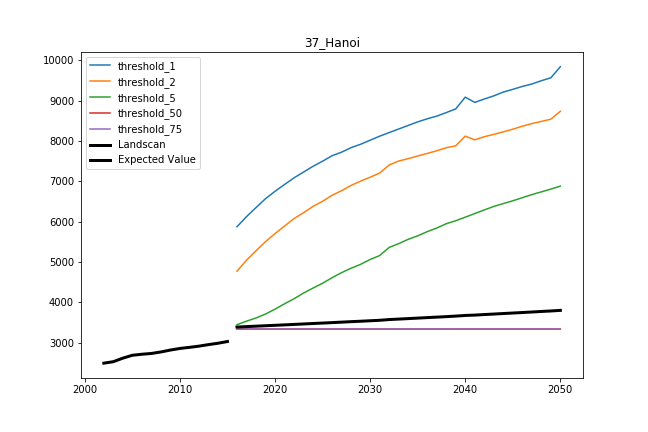 37_Hanoi
10000
9000
8000
7000
6000
5000
4000
3000
threshold_1
threshold_2
threshold_5
threshold_50
threshold_75
Landscan
Expected Value
2000 2010 2020 2030 2040 2050